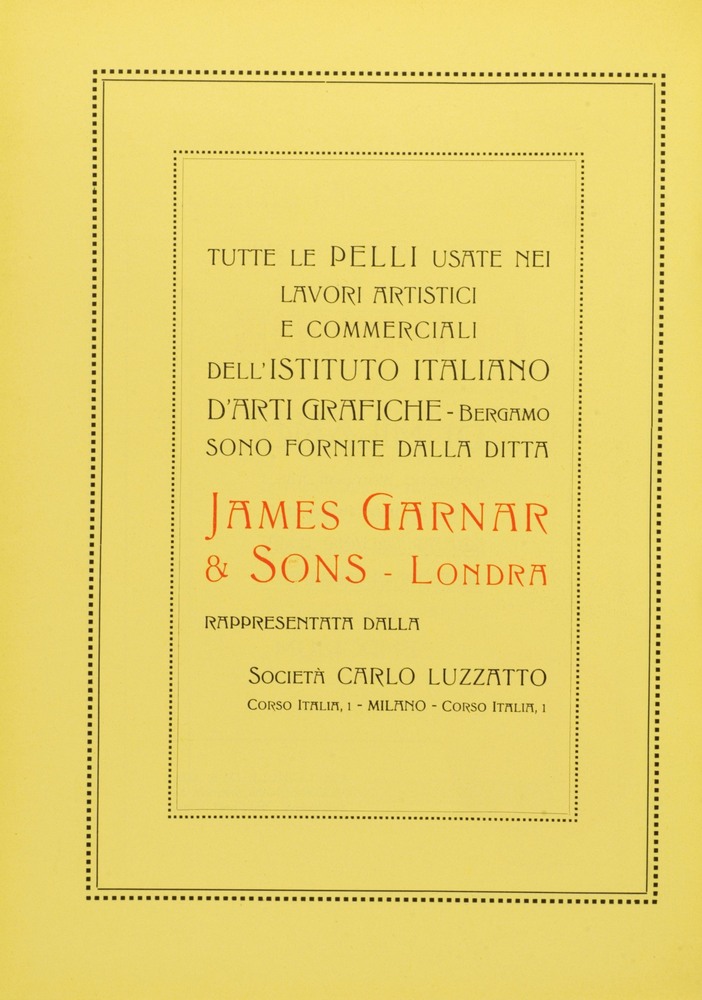 TUTTE LE PELLI USATE NEI
LAVORI ARTISTICI
E COMMERCIALI
DELL'ISTITUTO ITALIANO
D'ARTI GRAFICHE - BERGAMO
SONO FORNITE DALLA DITTA
JAMES GARNAR
& SONS - LONDRA
RAPPRESENTATA DALLA
SOCIETÀ CARLO LUZZATTO
CORSO ITALIA, 1 - MILANO - CORSO ITALIA, 1